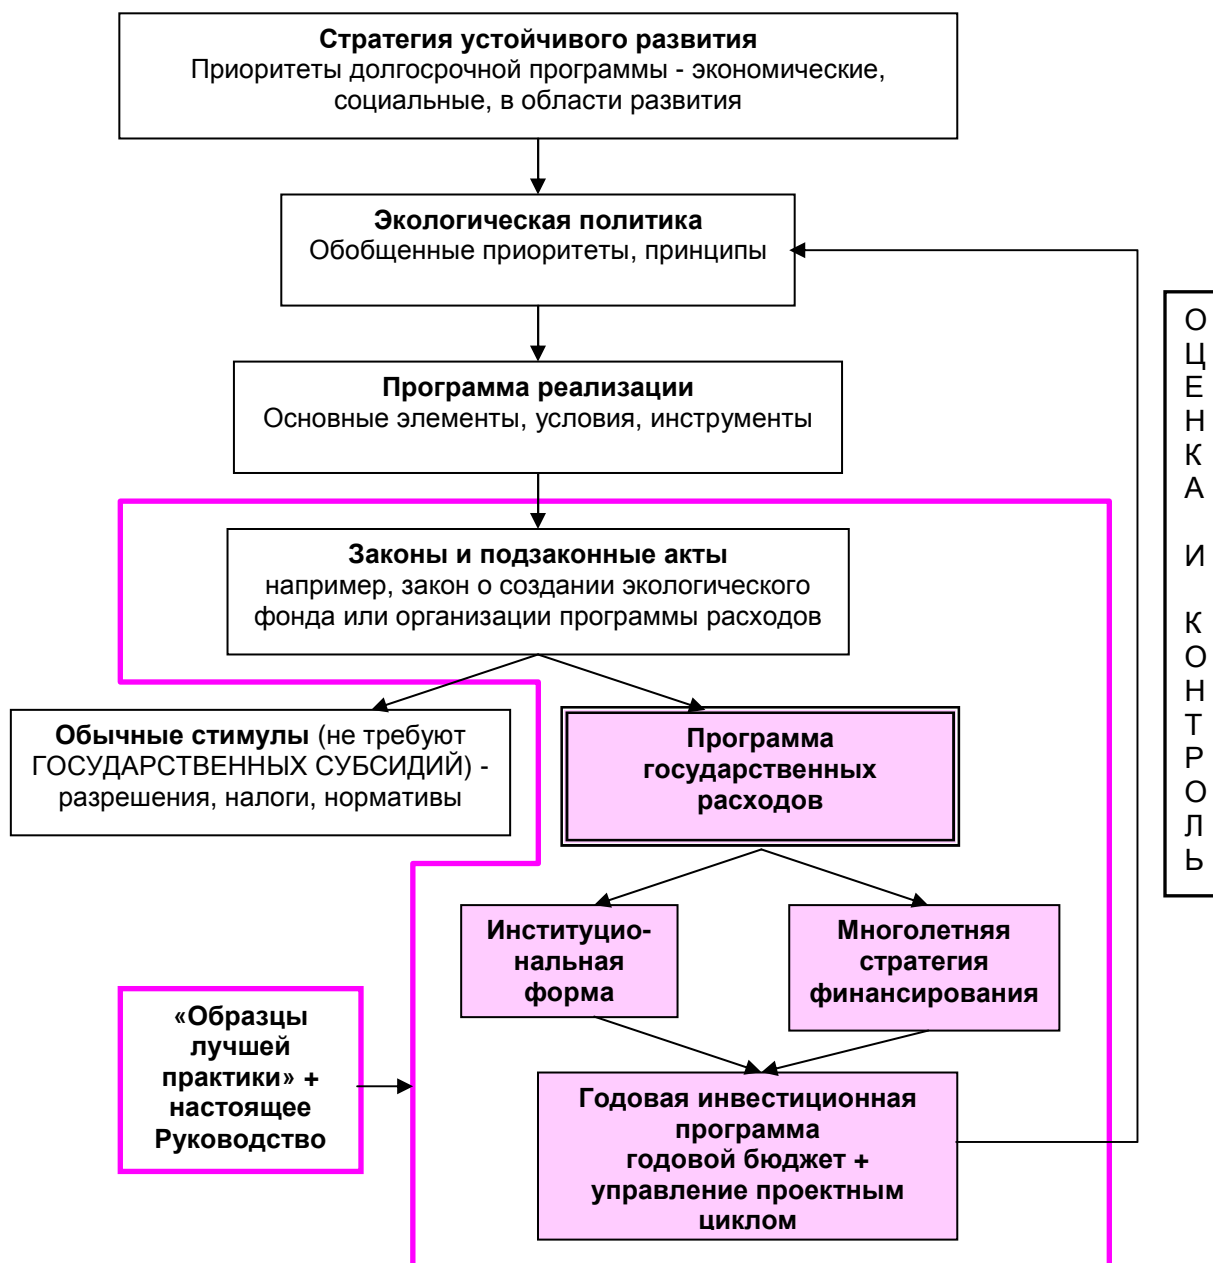 Стратегия устойчивого развития
Приоритеты долгосрочной программы - экономические,
социальные, в области развития
Экологическая политика
Обобщенные приоритеты, принципы
Программа реализации
Основные элементы, условия, инструменты
Законы и подзаконные акты
например, закон о создании экологического
фонда или организации программы расходов
Обычные стимулы (не требуют
ГОСУДАРСТВЕННЫХ СУБСИДИЙ) -
разрешения, налоги, нормативы
Программа
государственных
расходов
Институцио-
нальная
форма
Многолетняя
стратегия
финансирования
«Образцы
лучшей
практики» +
настоящее
Руководство
Годовая инвестиционная
программа
годовой бюджет +
управление проектным
циклом
ОЦЕНКА И КОНТРОЛЬ